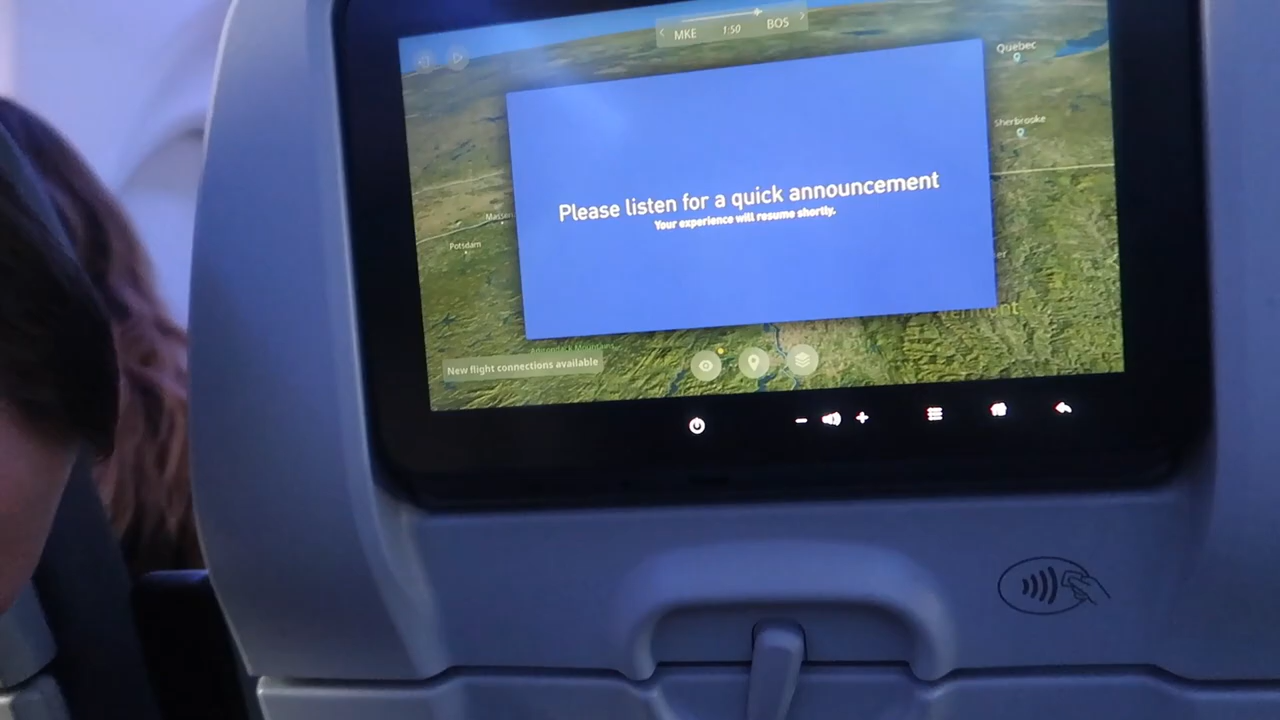 MKE 1:50 BOS
Quebec
Sherbrooke
Please listen for a quick announcement
Your experience will resume shortly.
Potsdam
Vermont
New flight connections available